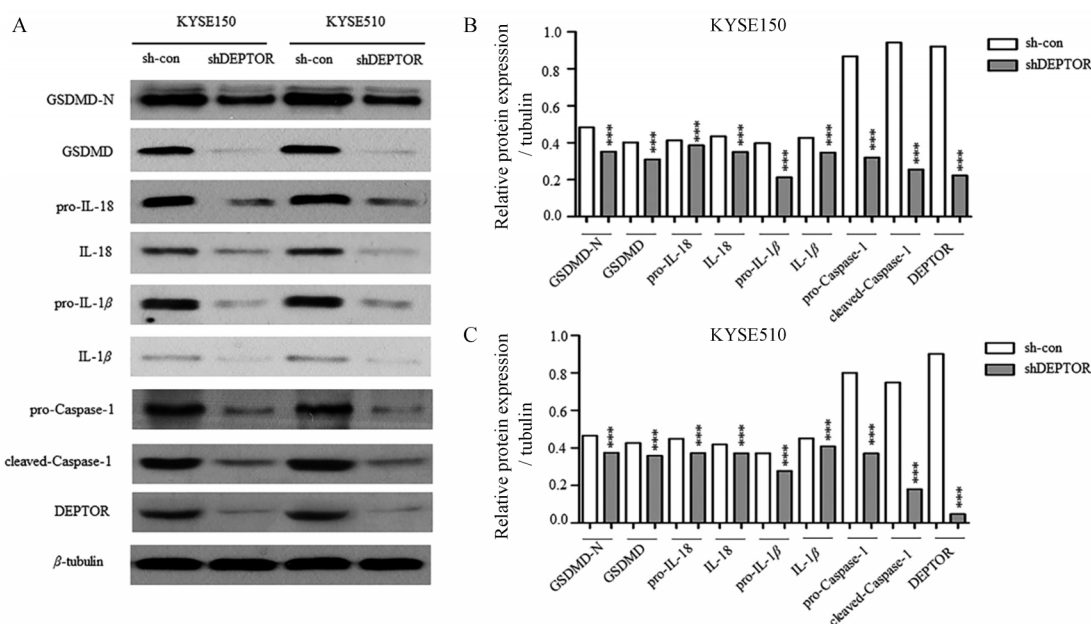 A
KYSE150 KYSE510
sh-con shDEPTOR sh-con shDEPTOR
GSDMD-N
GSDMD
pro-IL-18
IL-18
pro-IL-1β
IL-1β
pro-Caspase-1
cleaved-Caspase-1
DEPTOR
β-tubulin
B
KYSE150
sh-con
shDEPTOR
Relative protein expression
/ tubulin
1.0
0.8
0.6
0.4
0.2
0.0
*** *** *** *** *** *** *** *** ***
GSDMD-N GSDMD pro-IL-18 IL-18 pro-IL-1β IL-1β pro-Caspase-1 cleaved-Caspase-1 DEPTOR
C
KYSE510
sh-con
shDEPTOR
Relative protein expression
/ tubulin
1.0
0.8
0.6
0.4
0.2
0.0
*** *** *** *** *** *** *** *** ***
GSDMD-N GSDMD pro-IL-18 IL-18 pro-IL-1β IL-1β pro-Caspase-1 cleaved-Caspase-1 DEPTOR